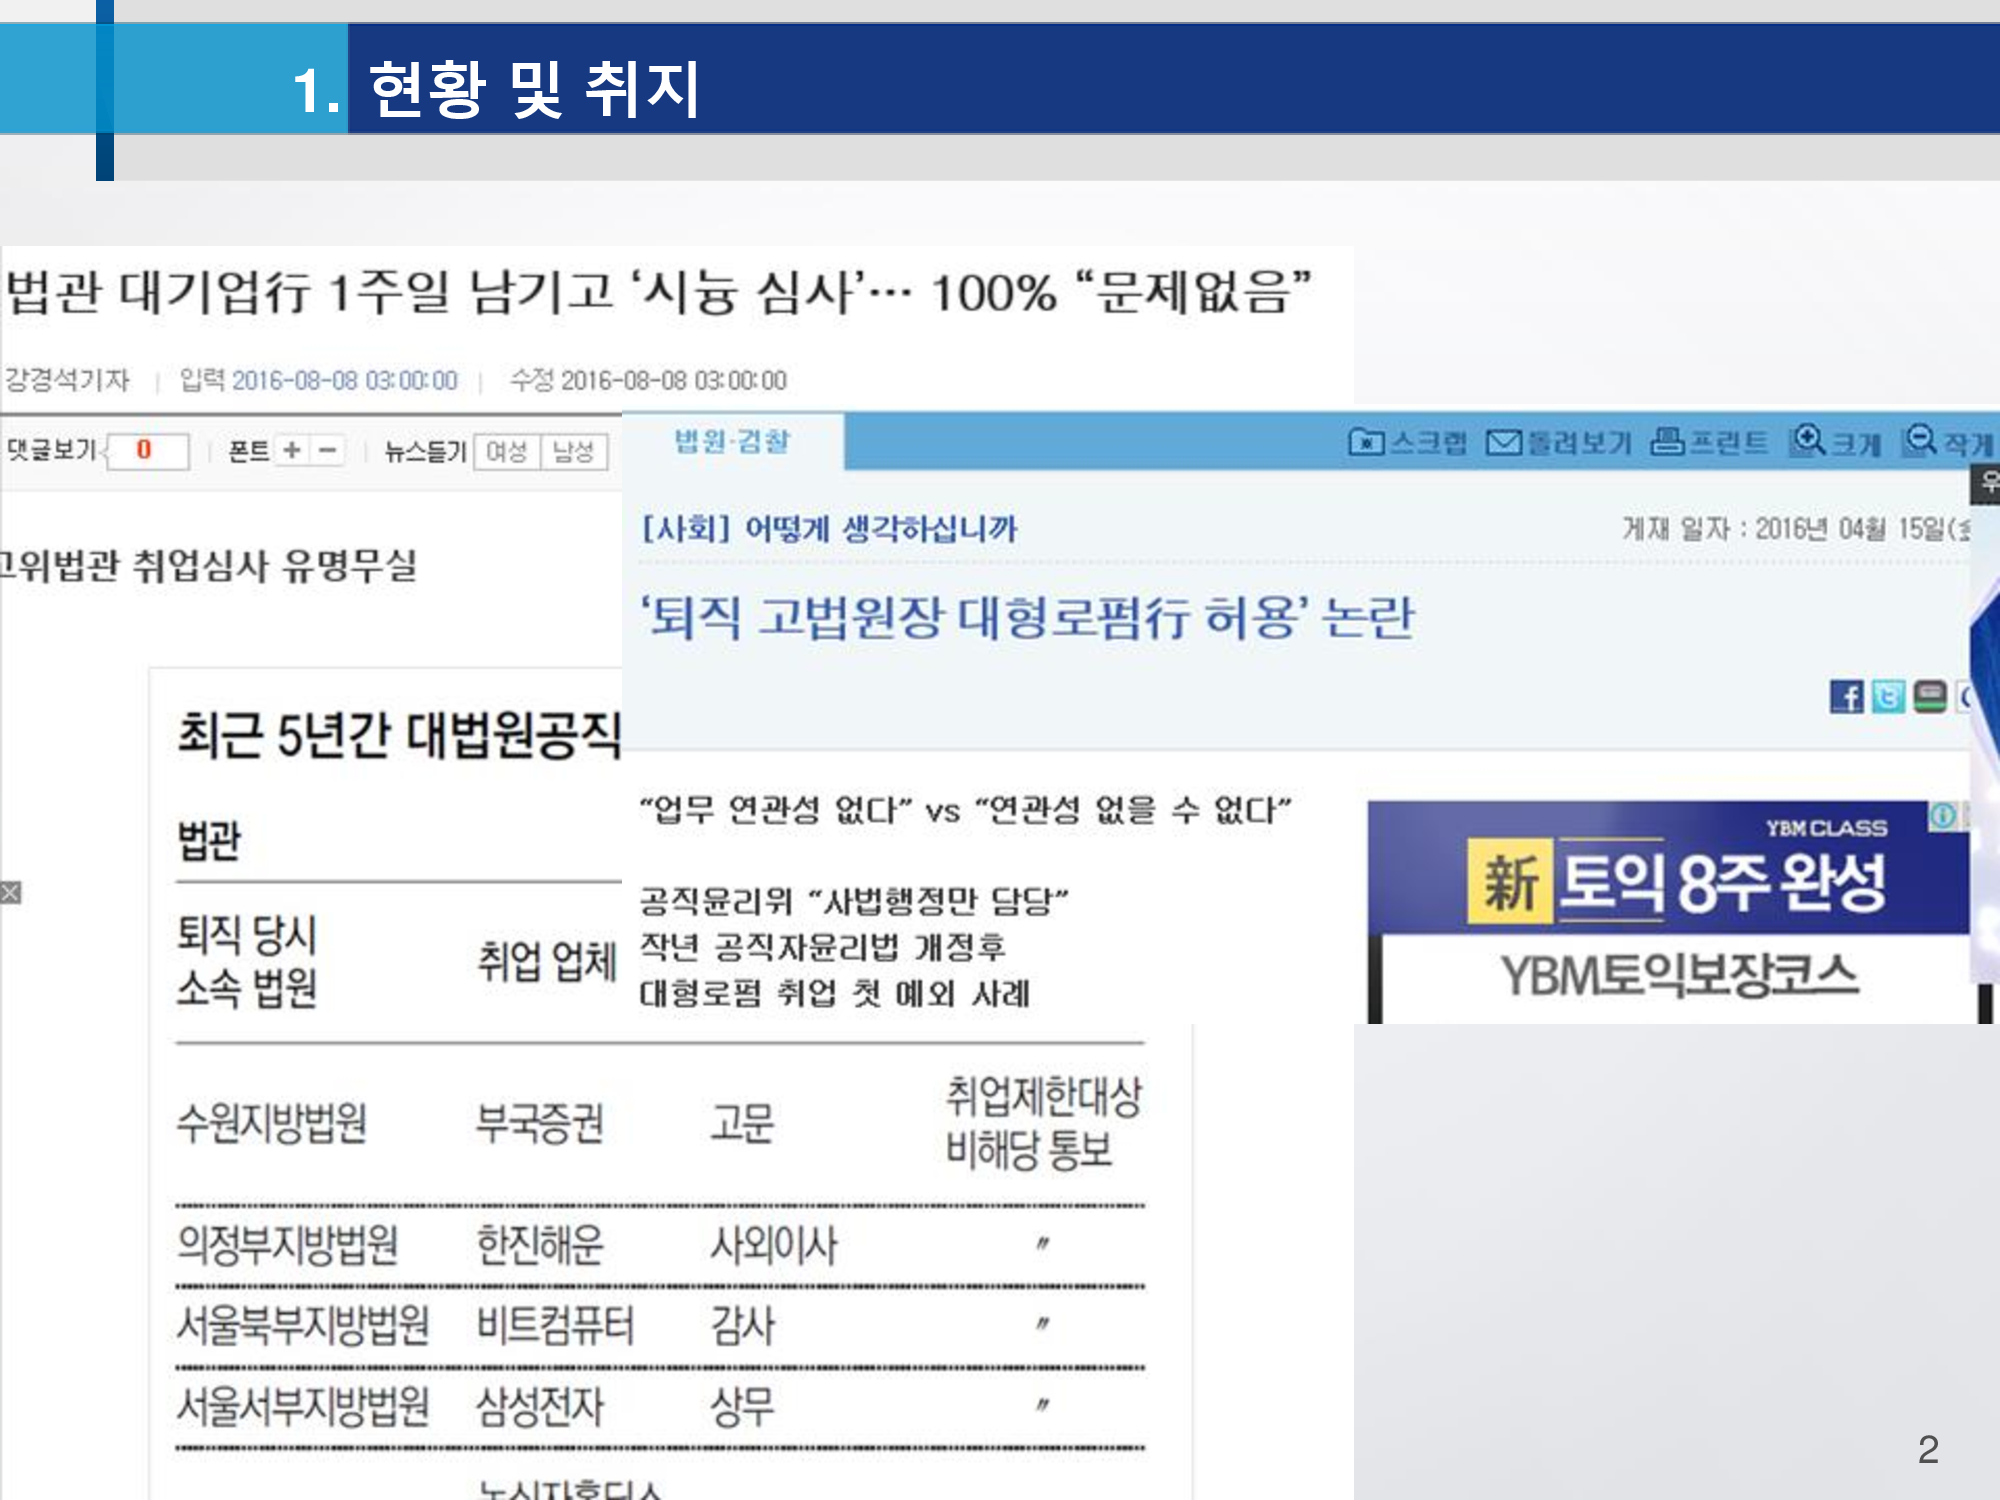 1. 현황 및 취지
법관 대기업行 1주일 남기고 ‘시늉 심사’… 100% “문제없음”
강경석기자 | 입력 2016-08-08 03:00:00 | 수정 2016-08-08 03:00:00
댓글보기 0 | 폰트 + − | 뉴스듣기 여성 남성
고위법관 취업심사 유명무실
최근 5년간 대법원공직
법관
퇴직 당시
소속 법원
취업 업체
수원지방법원 부국증권 고문 취업제한대상
비해당 통보
의정부지방법원 한진해운 사외이사 〃
서울북부지방법원 비트컴퓨터 감사 〃
서울서부지방법원 삼성전자 상무 〃
법원·검찰
스크랩 돌려보기 프린트 크게 작게
[사회] 어떻게 생각하십니까
게재 일자 : 2016년 04월 15일(
‘퇴직 고법원장 대형로펌行 허용’ 논란
“업무 연관성 없다” vs “연관성 없을 수 없다”
공직윤리위 “사법행정만 담당”
작년 공직자윤리법 개정후
대형로펌 취업 첫 예외 사례
YBM CLASS
新 토익 8주 완성
YBM토익보장코스
2